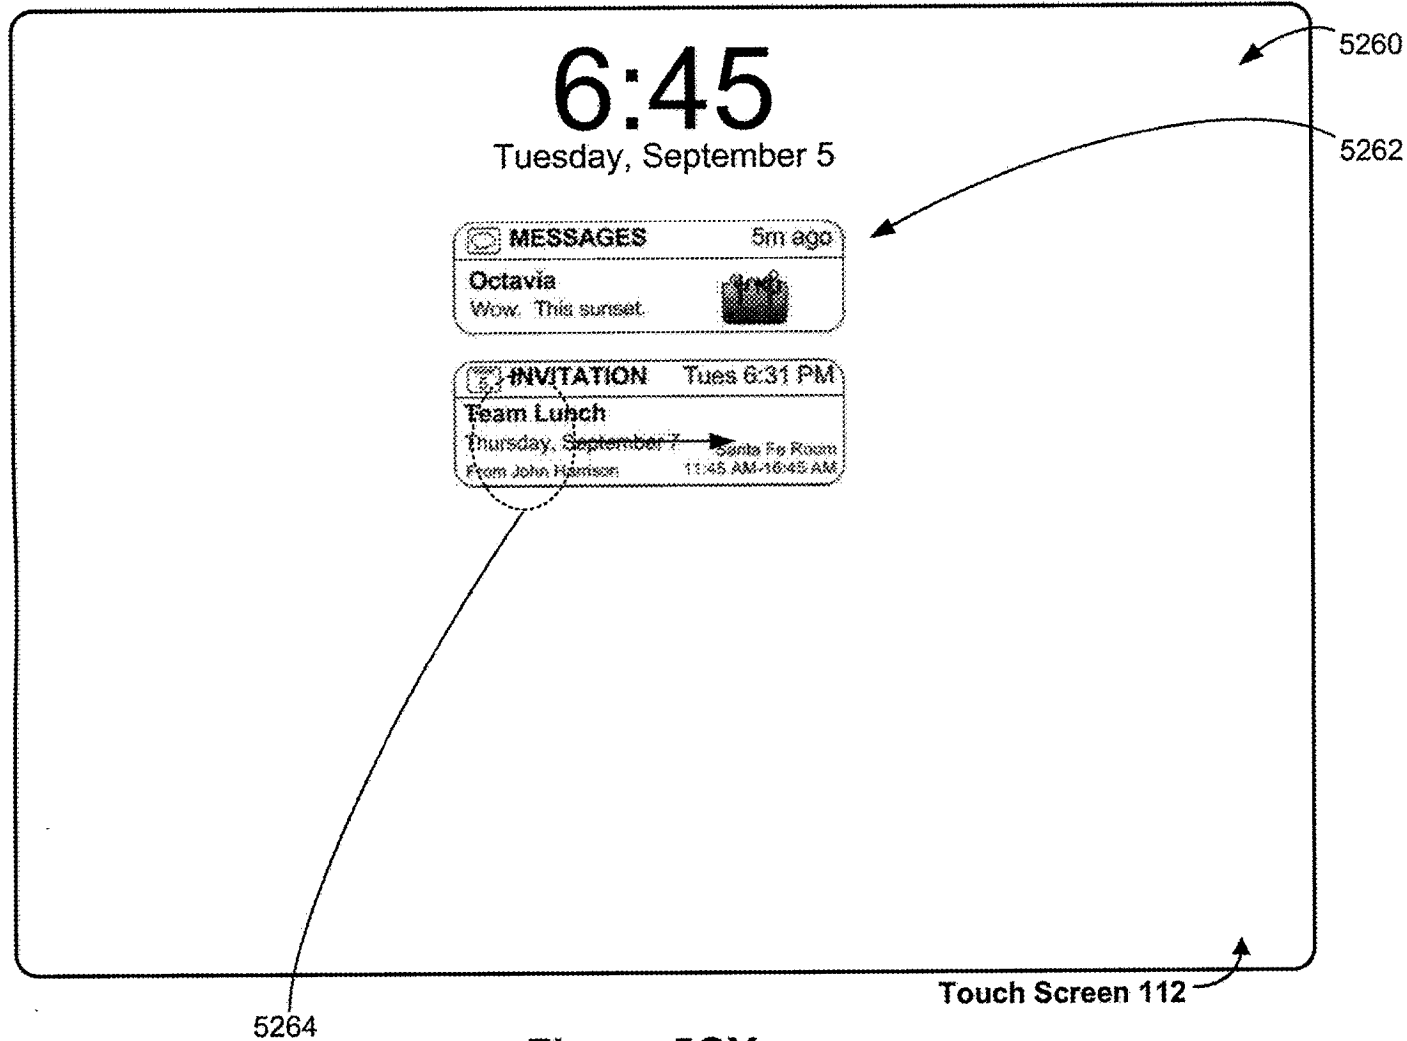 5260
6:45
5262
Tuesday, September 5
MESSAGES 5m ago
Octavia
Wow. This sunset.
INVITATION Tues 6:31 PM
Team Lunch
Thursday, September 7
Santa Fe Room
From John Harrison 11:45 AM-16:45 AM
Touch Screen 112
5264